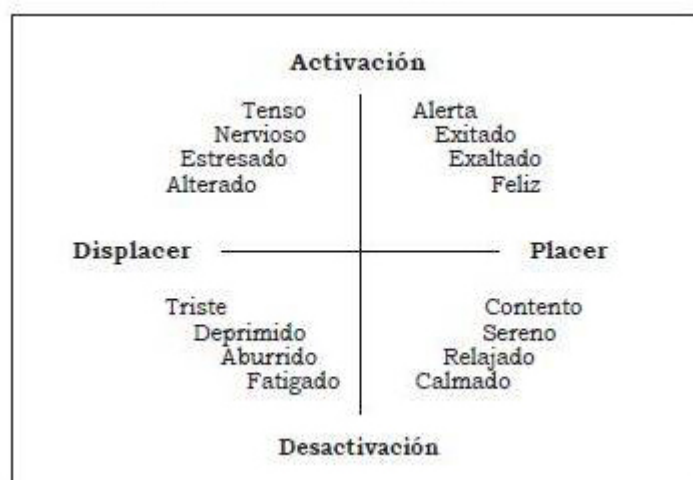 Activación
Tenso
Nervioso
Estresado
Alterado
Alerta
Exitado
Exaltado
Feliz
Displacer
Placer
Triste
Deprimido
Aburrido
Fatigado
Contento
Sereno
Relajado
Calmado
Desactivación